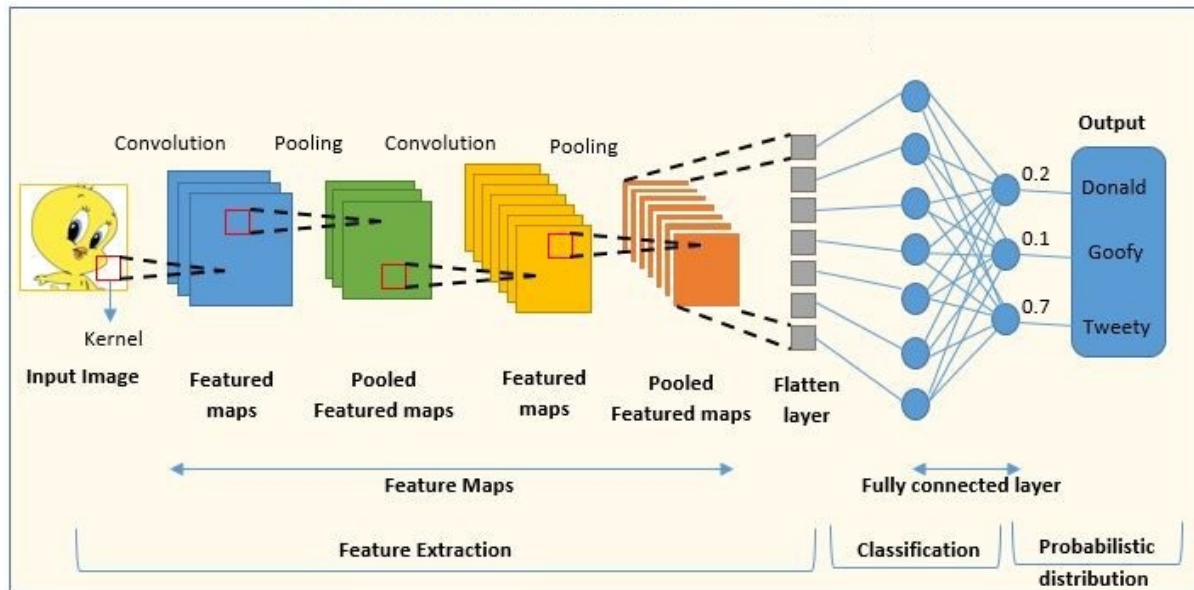 Convolution
Pooling
Convolution
Pooling
Output
0.2
Donald
0.1
Goofy
0.7
Tweety
Kernel
Input Image
Featured
maps
Pooled
Featured maps
Featured
maps
Pooled
Featured maps
Flatten
layer
Feature Maps
Fully connected layer
Feature Extraction
Classification
Probabilistic
distribution